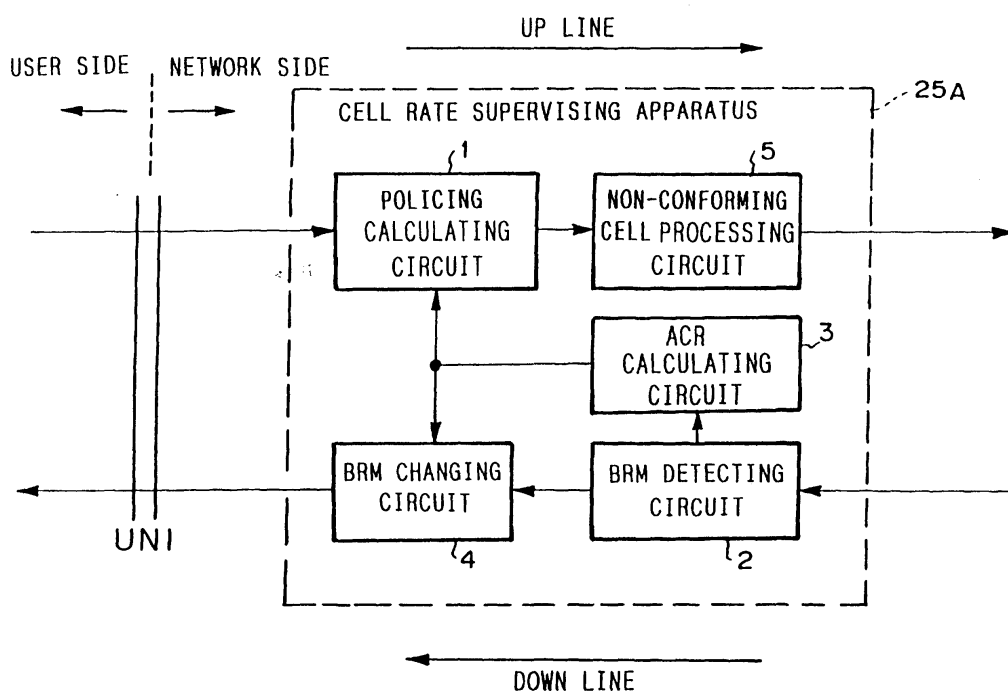 UP LINE
USER SIDE
NETWORK SIDE
25A
CELL RATE SUPERVISING APPARATUS
1
5
POLICING
CALCULATING
CIRCUIT
NON-CONFORMING
CELL PROCESSING
CIRCUIT
3
ACR
CALCULATING
CIRCUIT
BRM CHANGING
CIRCUIT
BRM DETECTING
CIRCUIT
UNI
4
2
DOWN LINE